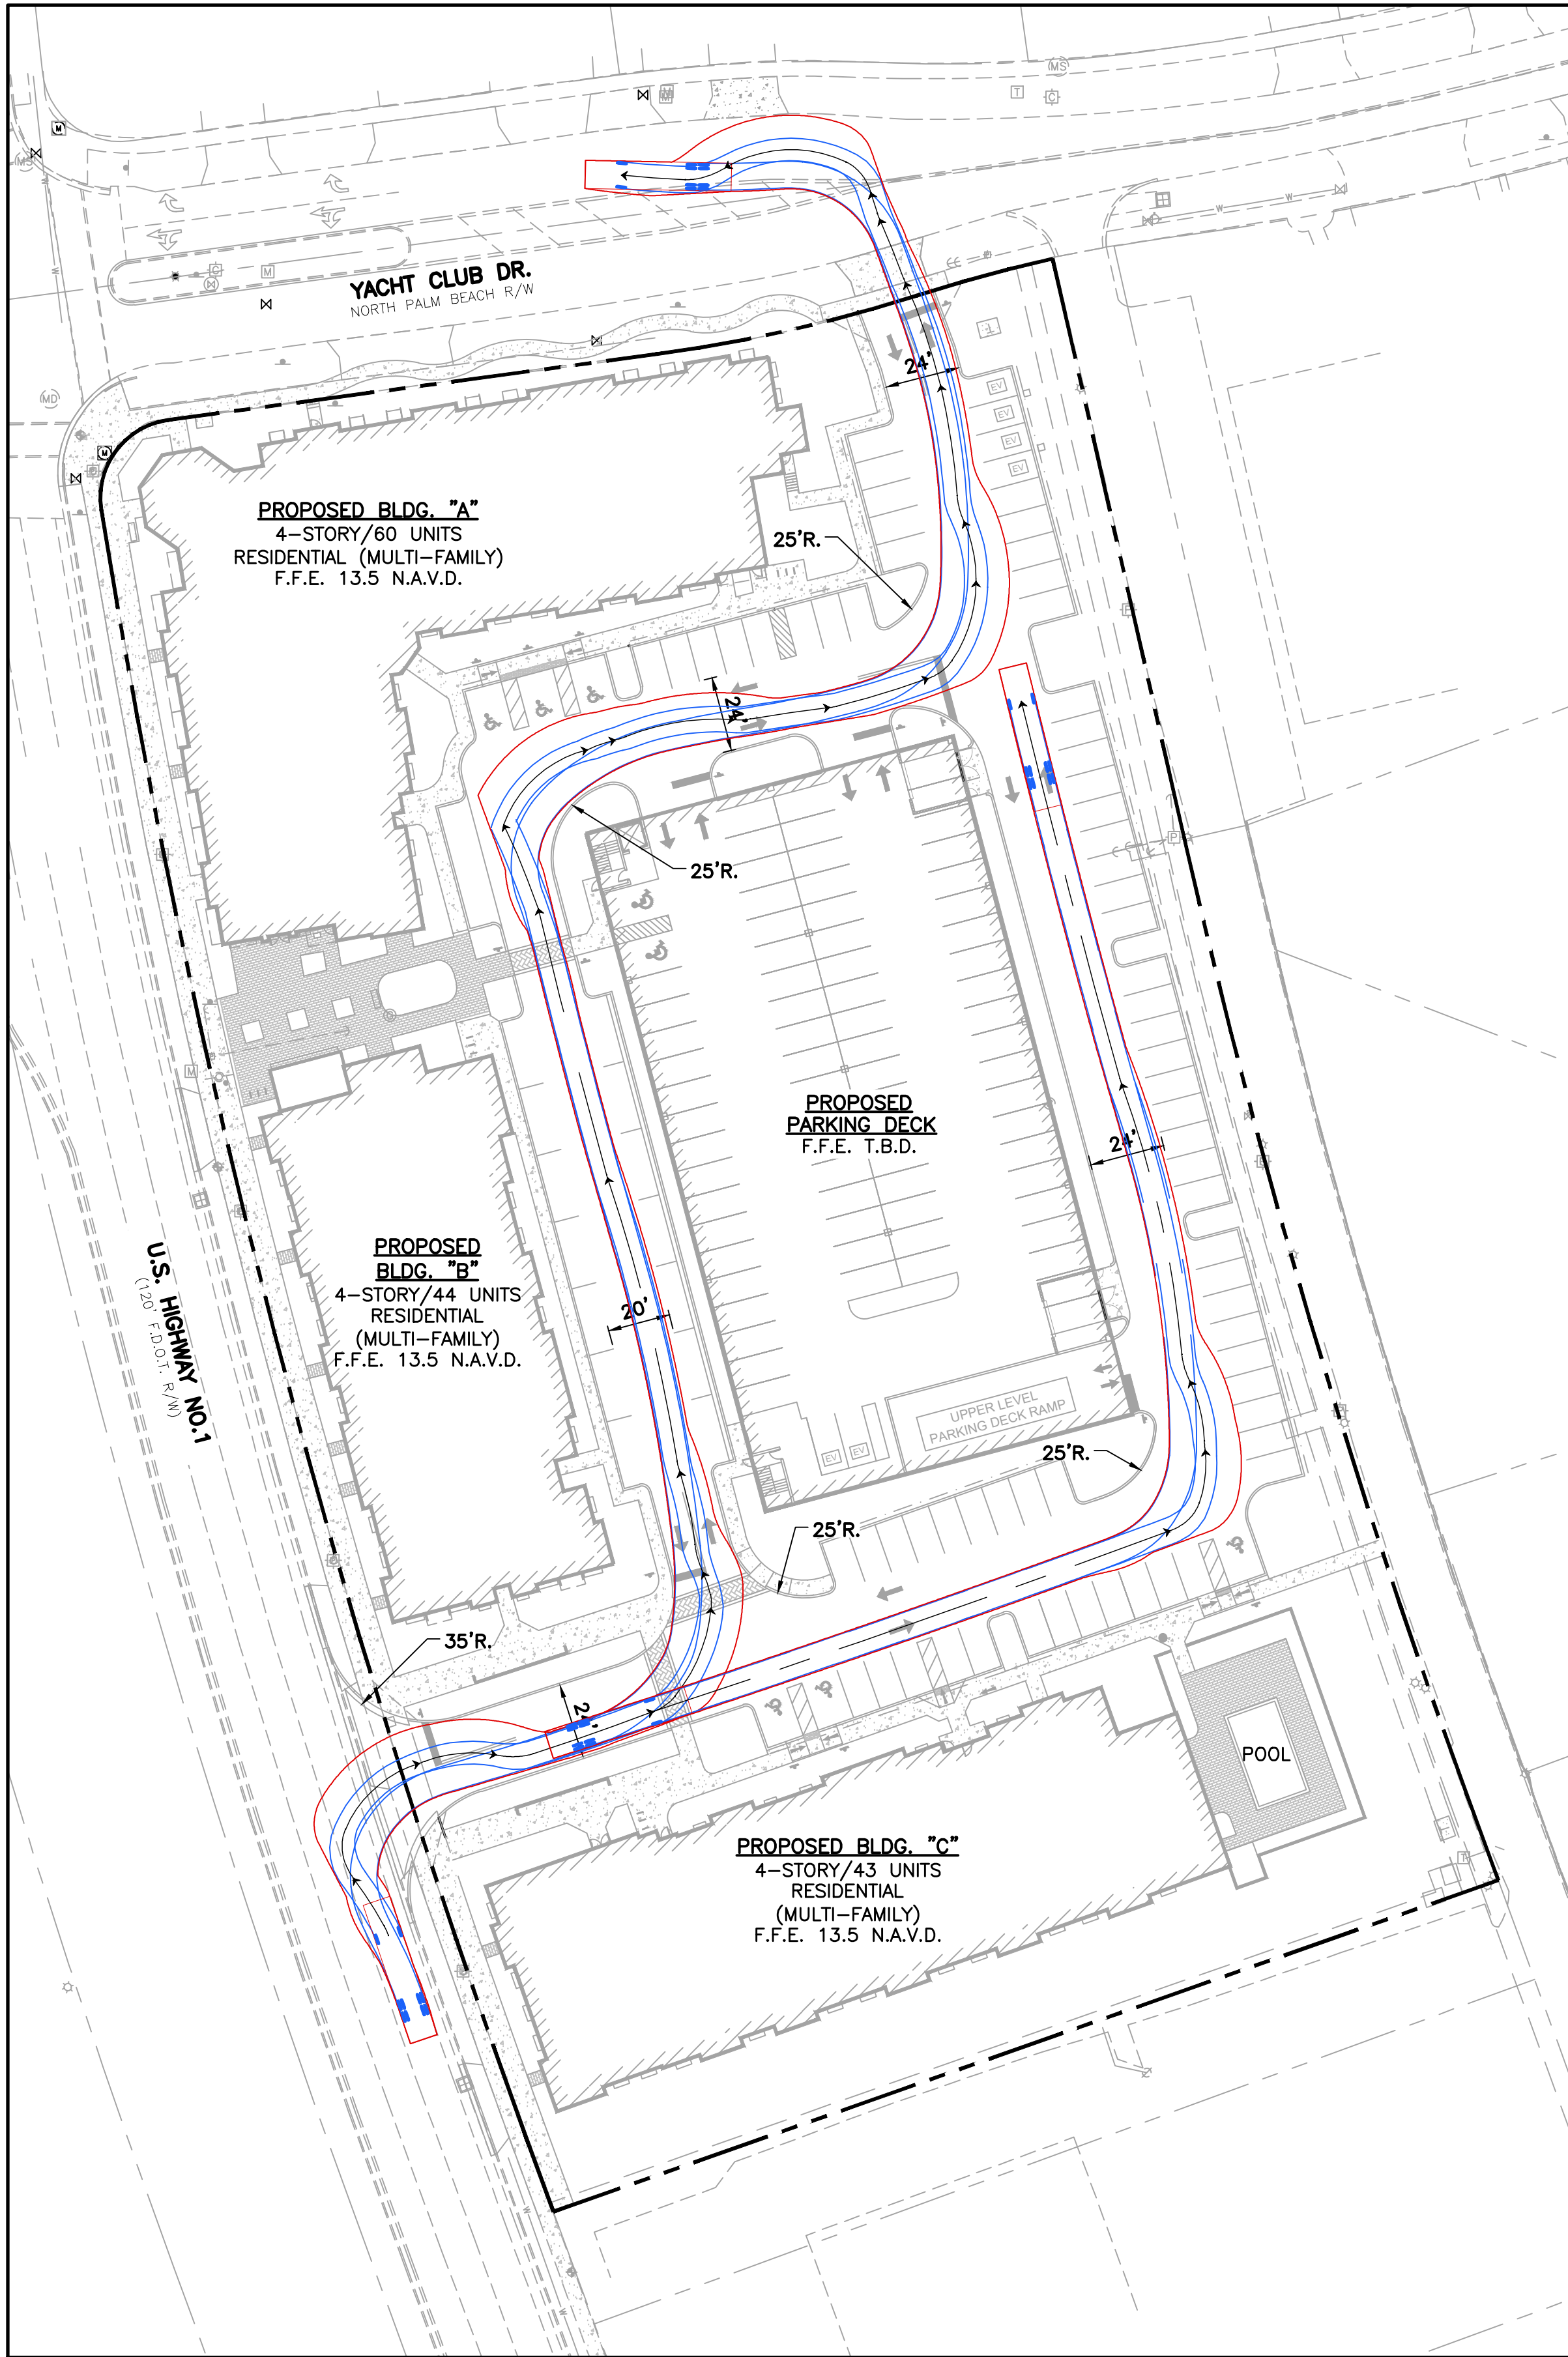 MS
T
C
M
M
MS
C
M
YACHT CLUB DR.
NORTH PALM BEACH R/W
W
W
L
24'
EV
EV
EV
EV
MD
M
PROPOSED BLDG. "A"
4-STORY/60 UNITS
RESIDENTIAL (MULTI-FAMILY)
F.F.E. 13.5 N.A.V.D.
25'R.
24'
25'R.
P
M
PROPOSED
PARKING DECK
F.F.E. T.B.D.
24'
PROPOSED
BLDG. "B"
4-STORY/44 UNITS
RESIDENTIAL
(MULTI-FAMILY)
F.F.E. 13.5 N.A.V.D.
20'
U.S. HIGHWAY NO.1
(120' F.D.O.T. R/W)
UPPER LEVEL
PARKING DECK RAMP
EV
EV
25'R.
25'R.
35'R.
24'
POOL
PROPOSED BLDG. "C"
4-STORY/43 UNITS
RESIDENTIAL
(MULTI-FAMILY)
F.F.E. 13.5 N.A.V.D.
T